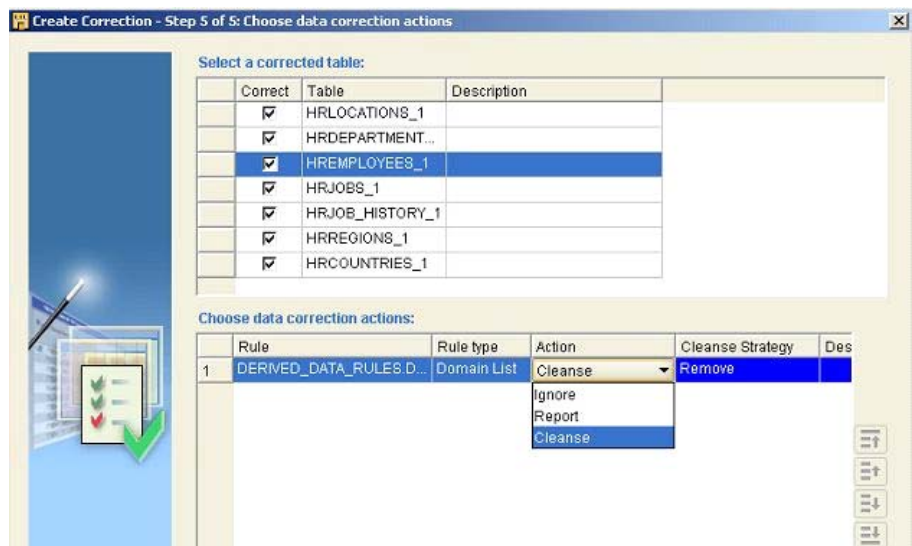 Create Correction - Step 5 of 5: Choose data correction actions
Select a corrected table:
Correct Table Description
HRLOCATIONS_1
HRDEPARTMENT...
HREMPLOYEES_1
HRJOBS_1
HRJOB_HISTORY_1
HRREGIONS_1
HRCOUNTRIES_1
Choose data correction actions:
Rule Rule type Action Cleanse Strategy Des
1 DERIVED_DATA_RULES.D... Domain List Cleanse Remove
Ignore
Report
Cleanse